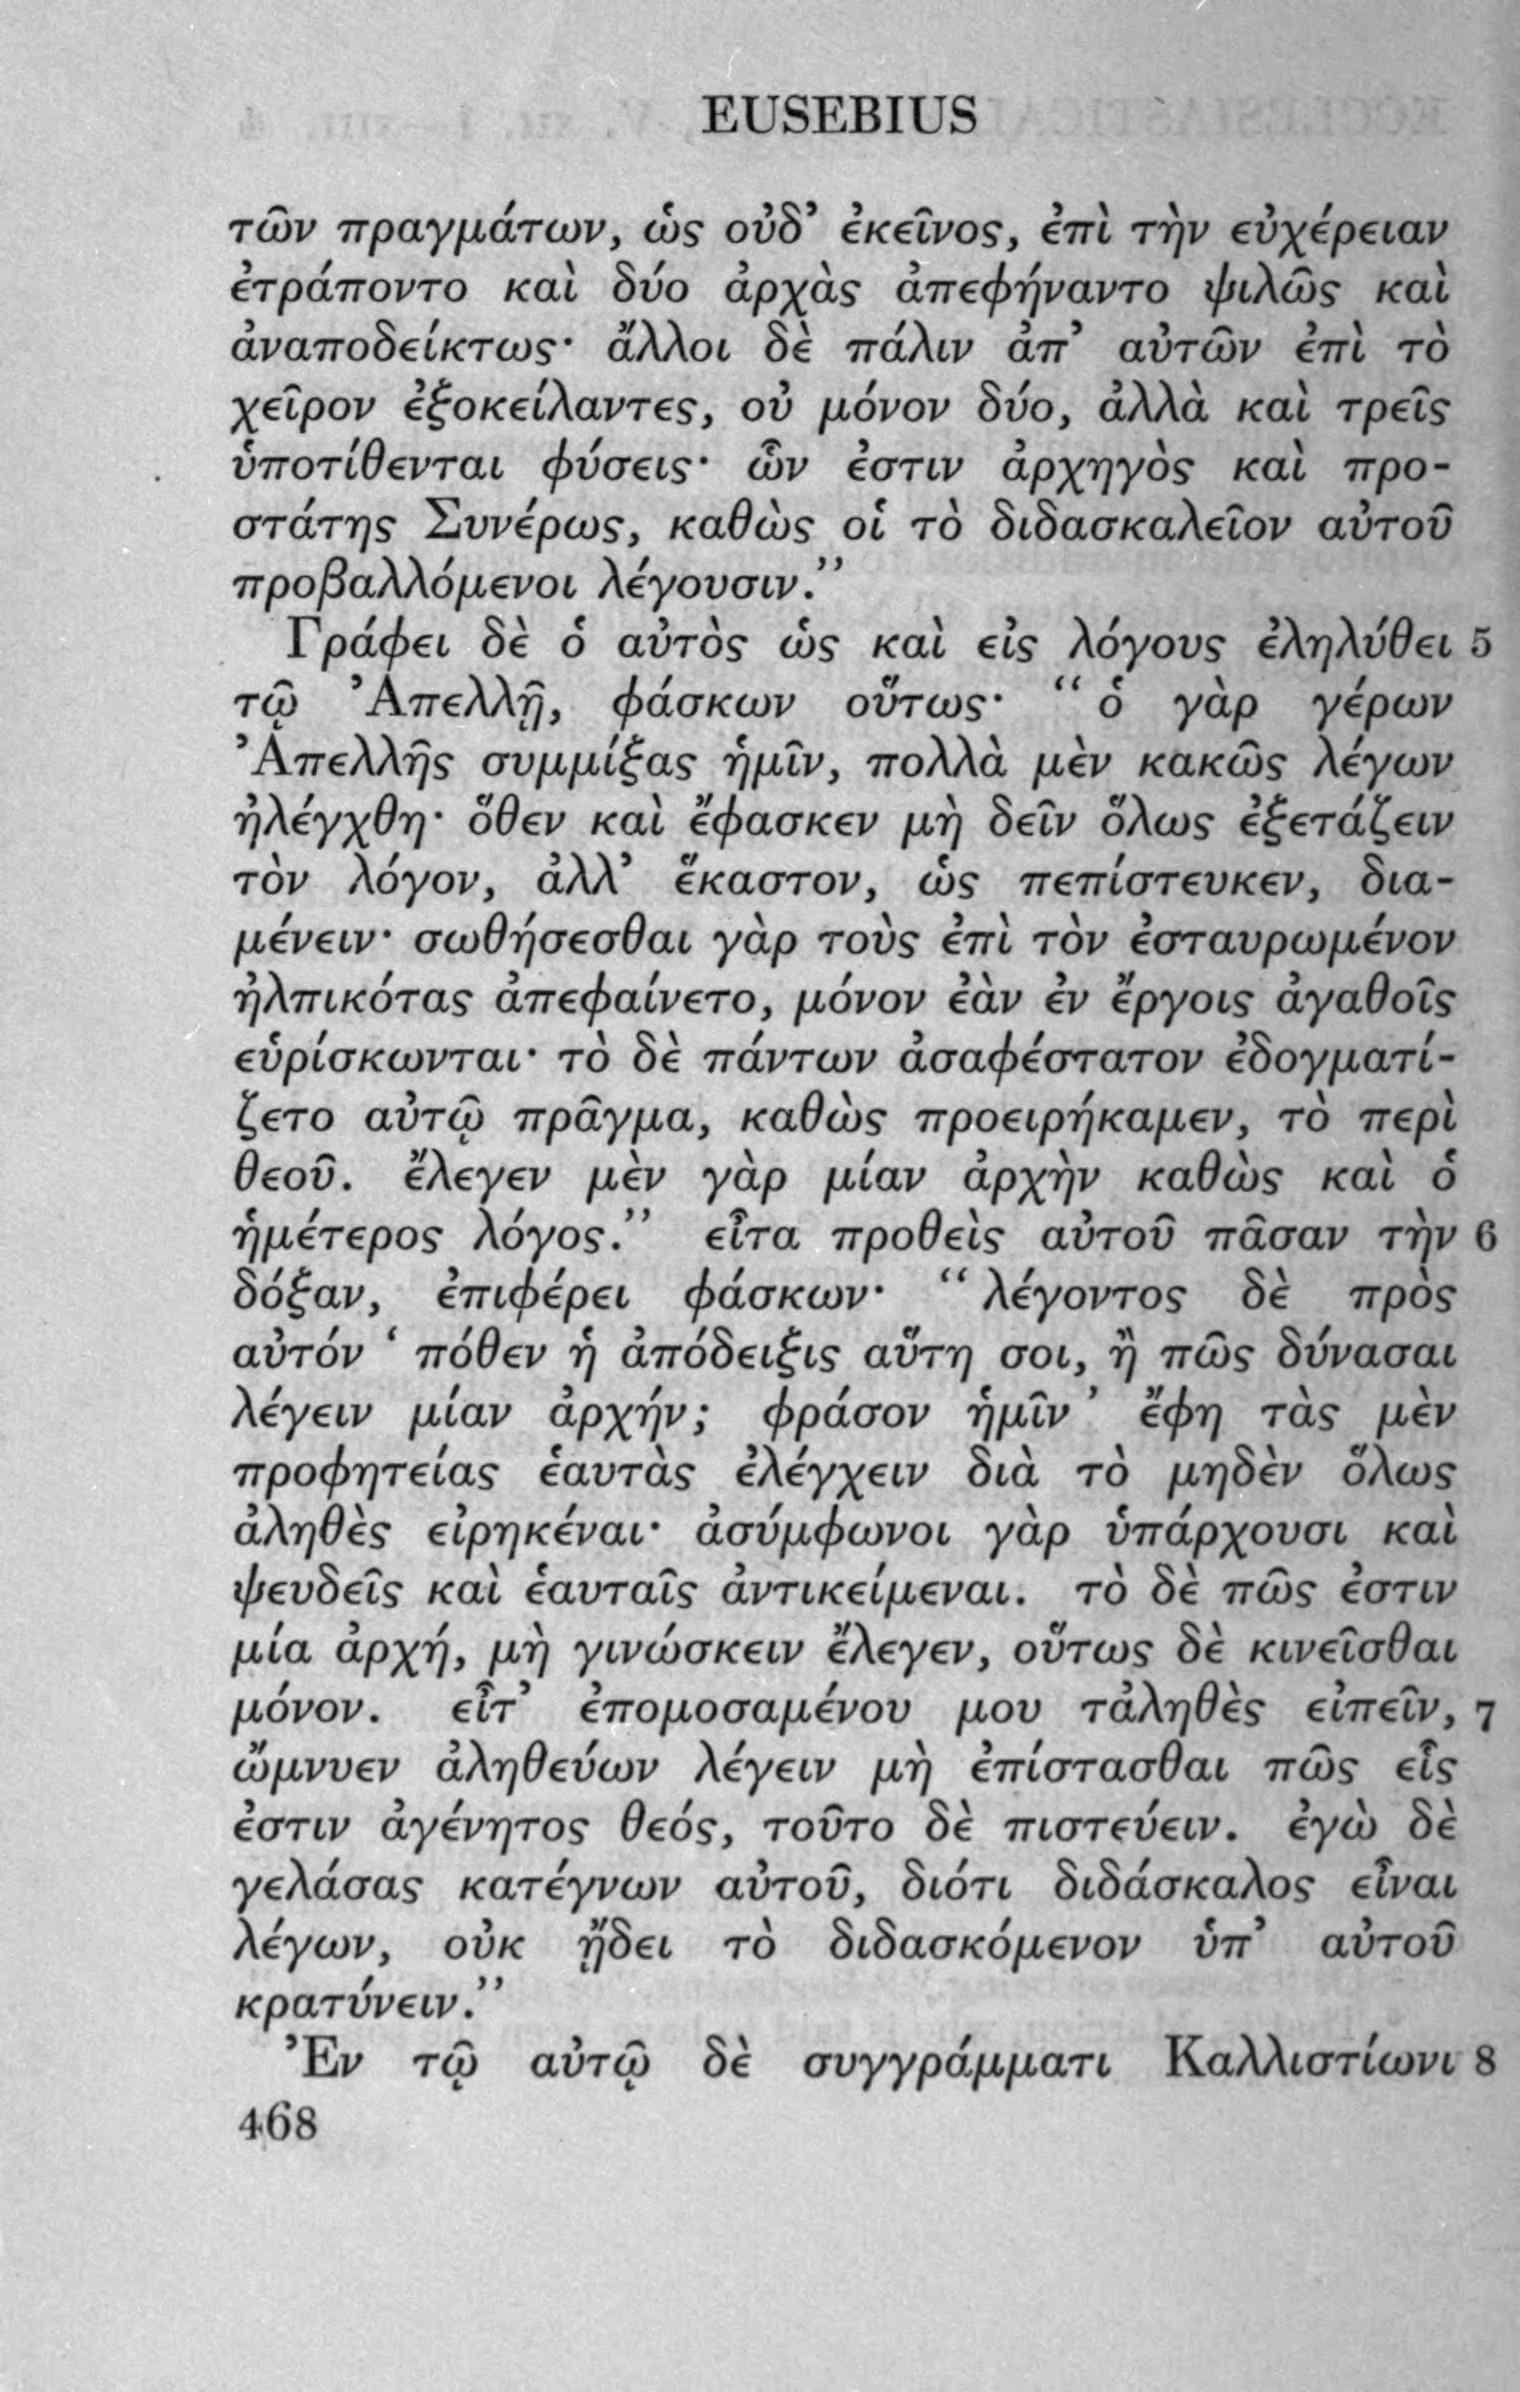 EUSEBIUS
τῶν πραγμάτων, ὡς οὐδ’ ἐκεῖνος, ἐπὶ τὴν εὐχέρειαν
ἐτράποντο καὶ δύο ἀρχὰς ἀπεφήναντο ψιλῶς καὶ
ἀναποδείκτως· ἄλλοι δὲ πάλιν ἀπ’ αὐτῶν ἐπὶ τὸ
χεῖρον ἐξοκείλαντες, οὐ μόνον δύο, ἀλλὰ καὶ τρεῖς
ὑποτίθενται φύσεις· ὧν ἐστιν ἀρχηγὸς καὶ προ-
στάτης Συνέρως, καθὼς οἱ τὸ διδασκαλεῖον αὐτοῦ
προβαλλόμενοι λέγουσιν.”
Γράφει δὲ ὁ αὐτὸς ὡς καὶ εἰς λόγους ἐληλύθει 5
τῷ Ἀπελλῇ, φάσκων οὕτως· “ὁ γὰρ γέρων
Ἀπελλῆς συμμίξας ἡμῖν, πολλὰ μὲν κακῶς λέγων
ἠλέγχθη· ὅθεν καὶ ἔφασκεν μὴ δεῖν ὅλως ἐξετάζειν
τὸν λόγον, ἀλλ’ ἕκαστον, ὡς πεπίστευκεν, δια-
μένειν· σωθήσεσθαι γὰρ τοὺς ἐπὶ τὸν ἐσταυρωμένον
ἠλπικότας ἀπεφαίνετο, μόνον ἐὰν ἐν ἔργοις ἀγαθοῖς
εὑρίσκωνται· τὸ δὲ πάντων ἀσαφέστατον ἐδογματί-
ζετο αὐτῷ πρᾶγμα, καθὼς προειρήκαμεν, τὸ περὶ
θεοῦ. ἔλεγεν μὲν γὰρ μίαν ἀρχὴν καθὼς καὶ ὁ
ἡμέτερος λόγος.” εἶτα προθεὶς αὐτοῦ πᾶσαν τὴν 6
δόξαν, ἐπιφέρει φάσκων· “λέγοντος δὲ πρὸς
αὐτόν ‘ πόθεν ἡ ἀπόδειξις αὕτη σοι, ἢ πῶς δύνασαι
λέγειν μίαν ἀρχήν; φράσον ἡμῖν ’ ἔφη τὰς μὲν
προφητείας ἑαυτὰς ἐλέγχειν διὰ τὸ μηδὲν ὅλως
ἀληθὲς εἰρηκέναι· ἀσύμφωνοι γὰρ ὑπάρχουσι καὶ
ψευδεῖς καὶ ἑαυταῖς ἀντικείμεναι. τὸ δὲ πῶς ἐστιν
μία ἀρχή, μὴ γινώσκειν ἔλεγεν, οὕτως δὲ κινεῖσθαι
μόνον. εἶτ’ ἐπομοσαμένου μου τἀληθὲς εἰπεῖν, 7
ὤμνυεν ἀληθεύων λέγειν μὴ ἐπίστασθαι πῶς εἷς
ἐστιν ἀγένητος θεός, τοῦτο δὲ πιστεύειν. ἐγὼ δὲ
γελάσας κατέγνων αὐτοῦ, διότι διδάσκαλος εἶναι
λέγων, οὐκ ᾔδει τὸ διδασκόμενον ὑπ’ αὐτοῦ
κρατύνειν.”
Ἐν τῷ αὐτῷ δὲ συγγράμματι Καλλιστίωνι 8
468